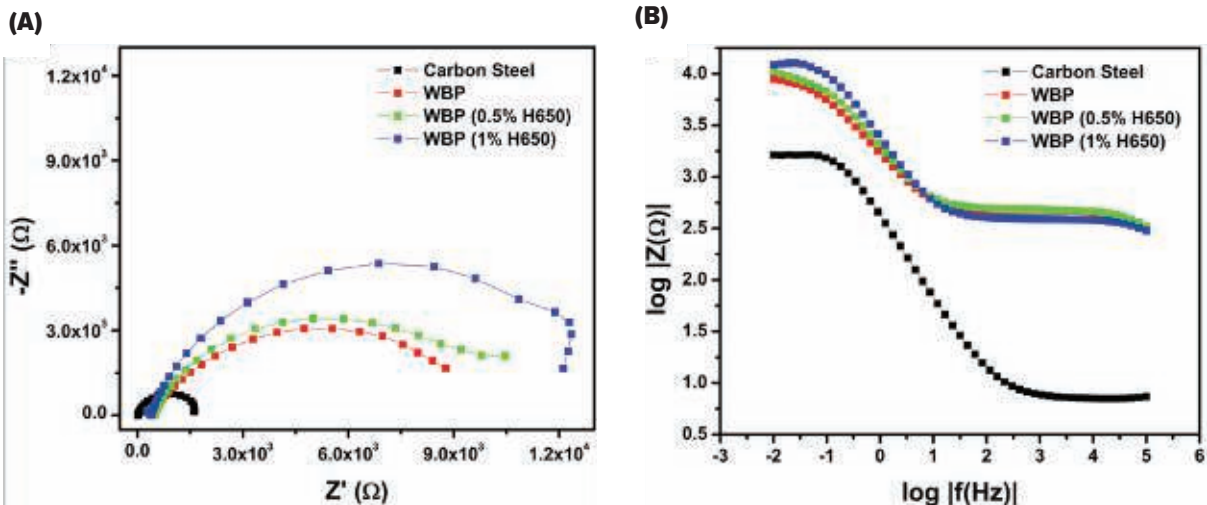 (A)
-Z'' (Ω)
1.2x10⁴
9.0x10³
6.0x10³
3.0x10³
0.0
Carbon Steel
WBP
WBP (0.5% H650)
WBP (1% H650)
0.0 3.0x10³ 6.0x10³ 9.0x10³ 1.2x10⁴
Z' (Ω)
(B)
log |Z(Ω)|
4.0
3.5
3.0
2.5
2.0
1.5
1.0
0.5
Carbon Steel
WBP
WBP (0.5% H650)
WBP (1% H650)
-3 -2 -1 0 1 2 3 4 5 6
log |f(Hz)|